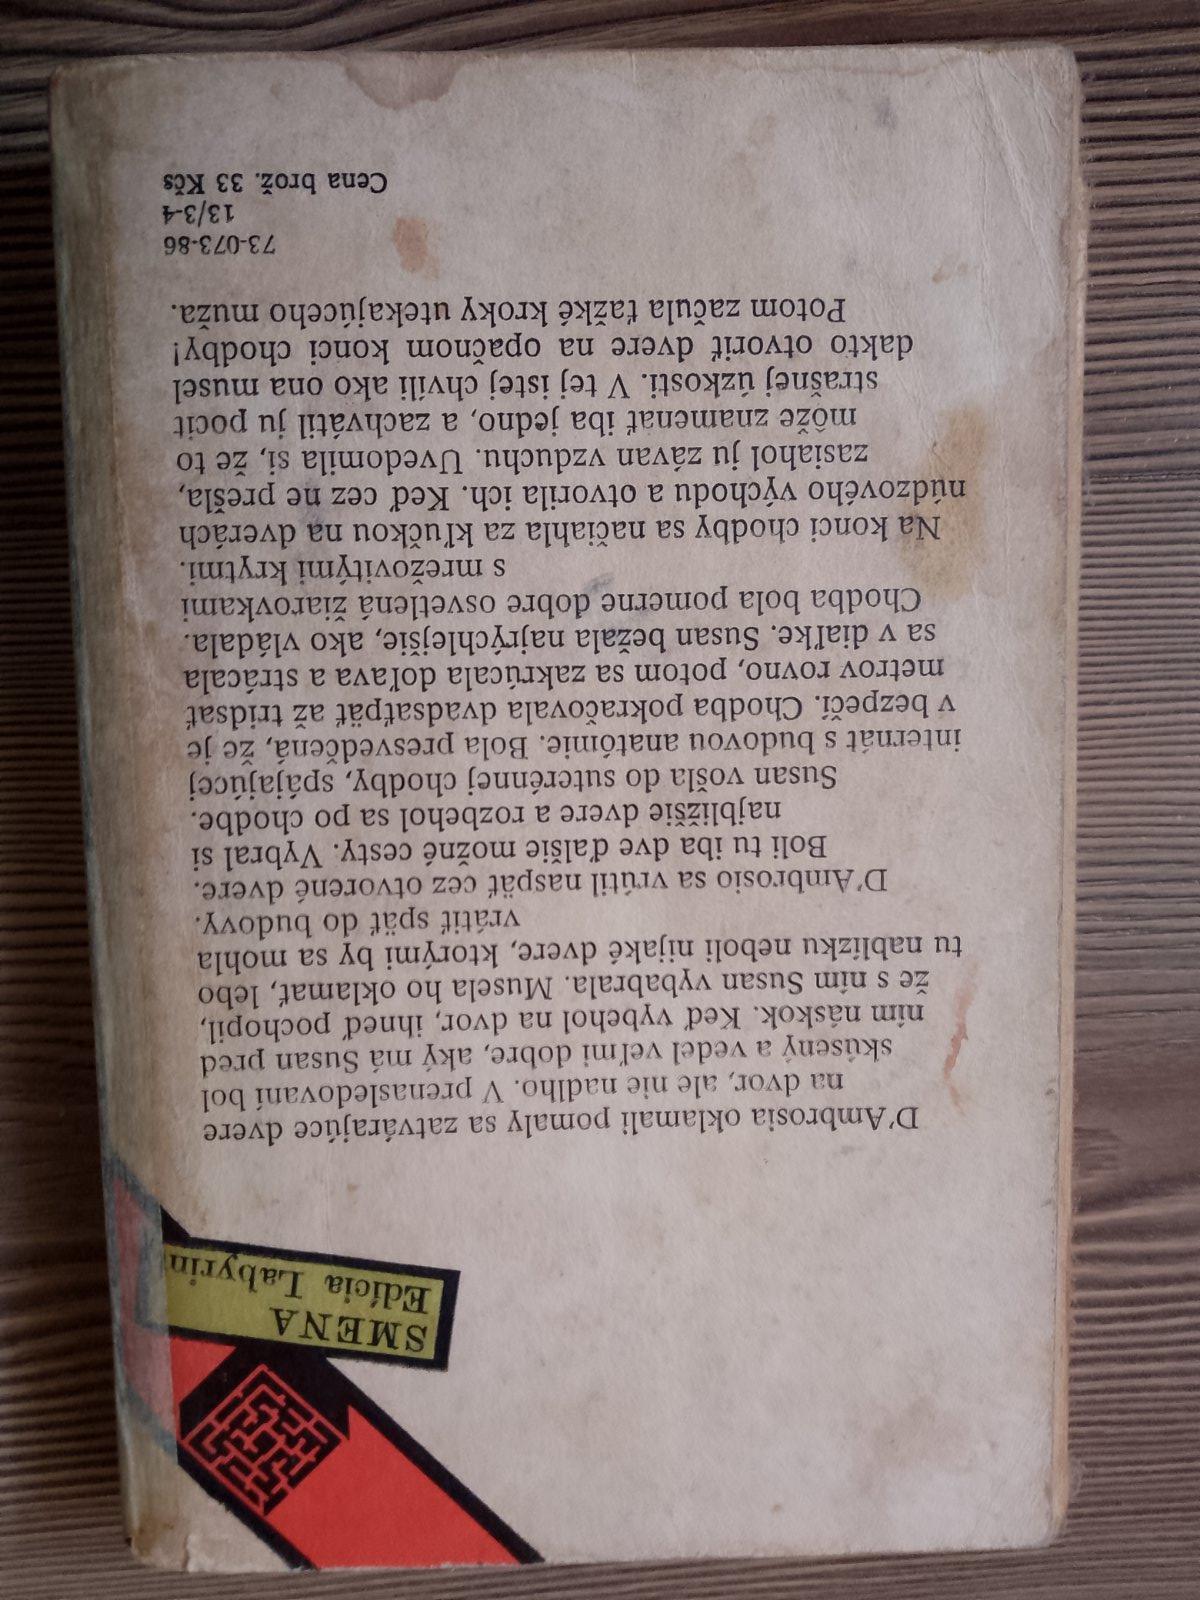 SMENA
Edícia Labyrin
D'Ambrosia oklamali pomaly sa zatvárajúce dvere
na dvor, ale nie nadlho. V prenasledovaní bol
skúsený a vedel veľmi dobre, aký má Susan pred
ním náskok. Keď vybehol na dvor, ihneď pochopil,
že s ním Susan vybabrala. Musela ho oklamať, lebo
tu nablízku neboli nijaké dvere, ktorými by sa mohla
vrátiť späť do budovy.
D'Ambrosio sa vrútil naspäť cez otvorené dvere.
Boli tu iba dve ďalšie možné cesty. Vybral si
najbližšie dvere a rozbehol sa po chodbe.
Susan vošla do suterénnej chodby, spájajúcej
internát s budovou anatómie. Bola presvedčená, že je
v bezpečí. Chodba pokračovala dvadsaťpäť až tridsať
metrov rovno, potom sa zakrúcala doľava a strácala
sa v diaľke. Susan bežala najrýchlejšie, ako vládala.
Chodba bola pomerne dobre osvetlená žiarovkami
s mrežovitými krytmi.
Na konci chodby sa načiahla za kľučkou na dverách
núdzového východu a otvorila ich. Keď cez ne prešla,
zasiahol ju závan vzduchu. Uvedomila si, že to
môže znamenať iba jedno, a zachvátil ju pocit
strašnej úzkosti. V tej istej chvíli ako ona musel
dakto otvoriť dvere na opačnom konci chodby!
Potom začula ťažké kroky utekajúceho muža.
73-073-86
13/3-4
Cena brož. 33 Kčs